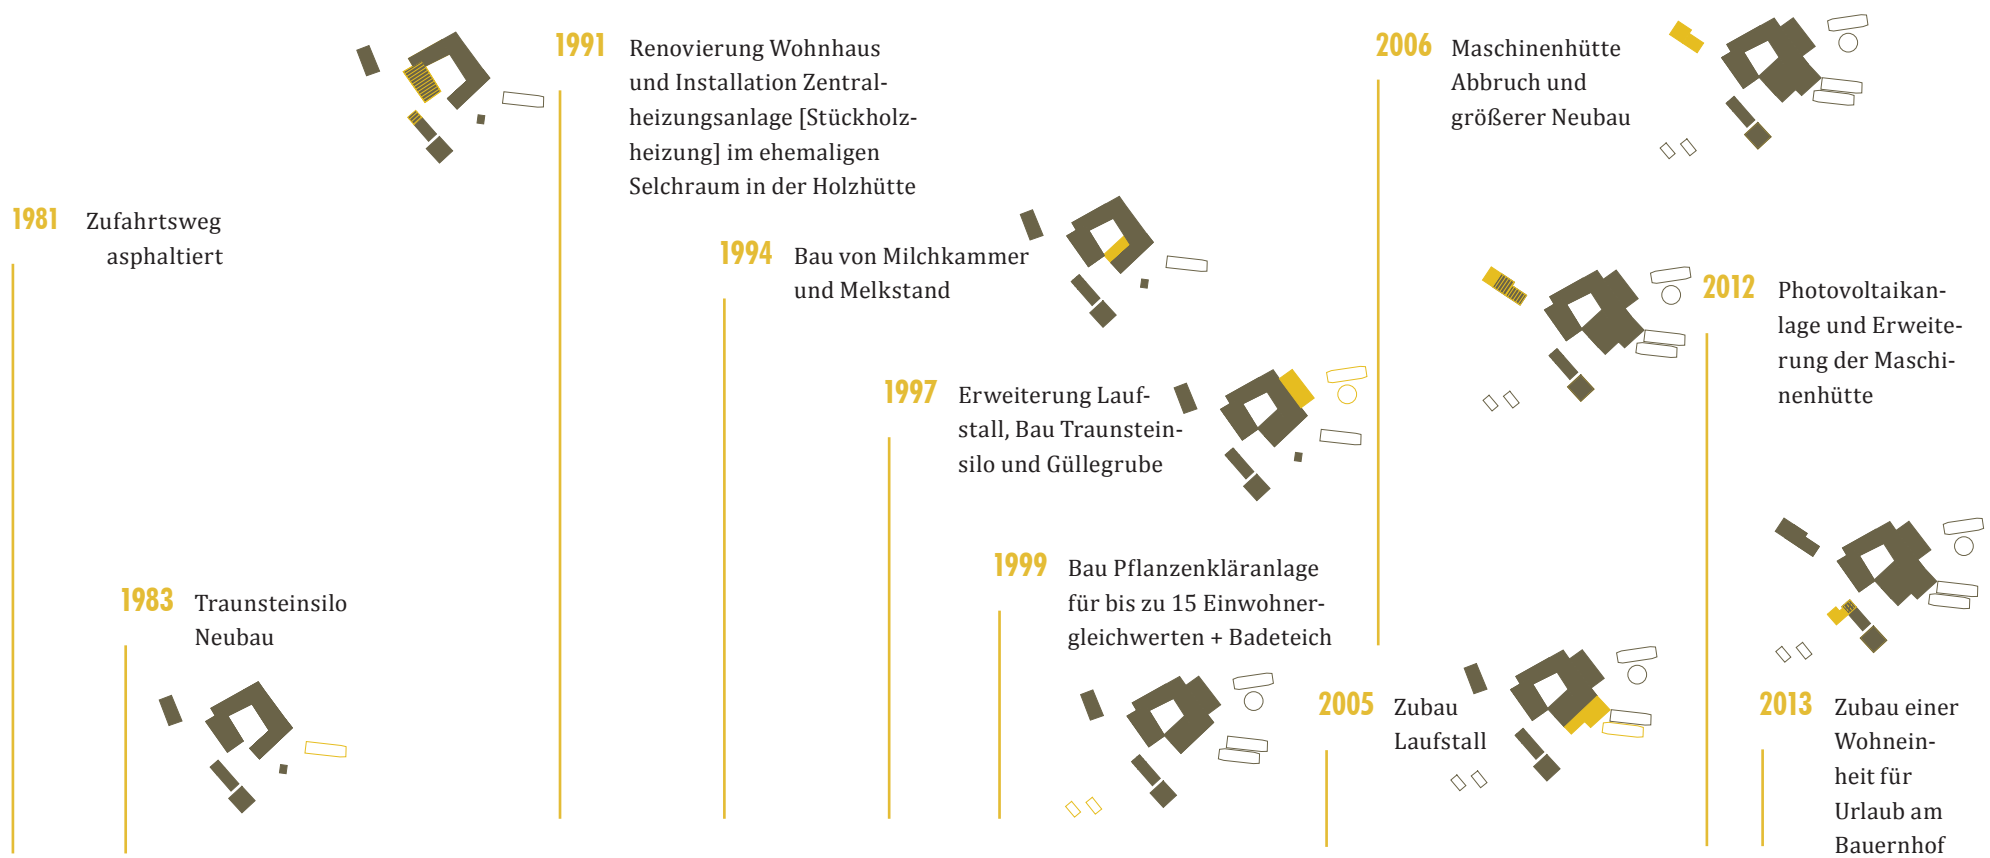 1981 Zufahrtsweg
asphaltiert
1983 Traunsteinsilo
Neubau
1991 Renovierung Wohnhaus
und Installation Zentral-
heizungsanlage [Stückholz-
heizung] im ehemaligen
Selchraum in der Holzhütte
1994 Bau von Milchkammer
und Melkstand
1997 Erweiterung Lauf-
stall, Bau Traunstein-
silo und Güllegrube
1999 Bau Pflanzenkläranlage
für bis zu 15 Einwohner-
gleichwerten + Badeteich
2005 Zubau
Laufstall
2006 Maschinenhütte
Abbruch und
größerer Neubau
2012 Photovoltaikan-
lage und Erweite-
rung der Maschi-
nenhütte
2013 Zubau einer
Wohnein-
heit für
Urlaub am
Bauernhof